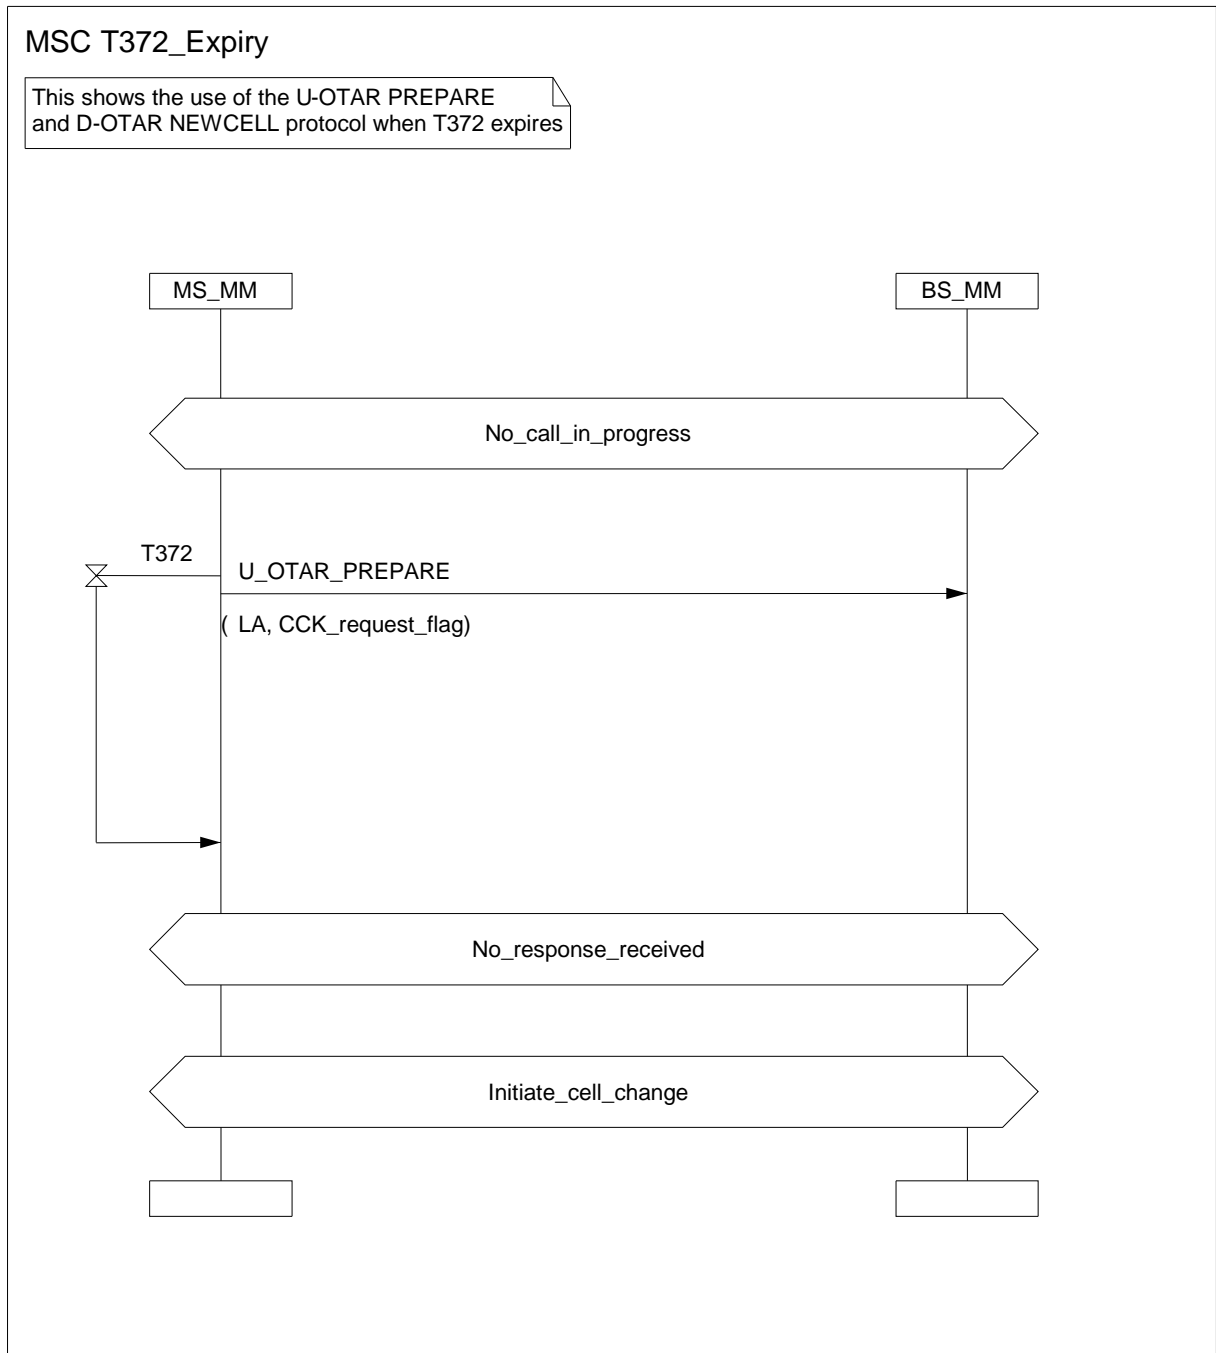 MSC T372_Expiry
This shows the use of the U-OTAR PREPARE
and D-OTAR NEWCELL protocol when T372 expires
MS_MM
BS_MM
No_call_in_progress
T372
U_OTAR_PREPARE
( LA, CCK_request_flag)
No_response_received
Initiate_cell_change